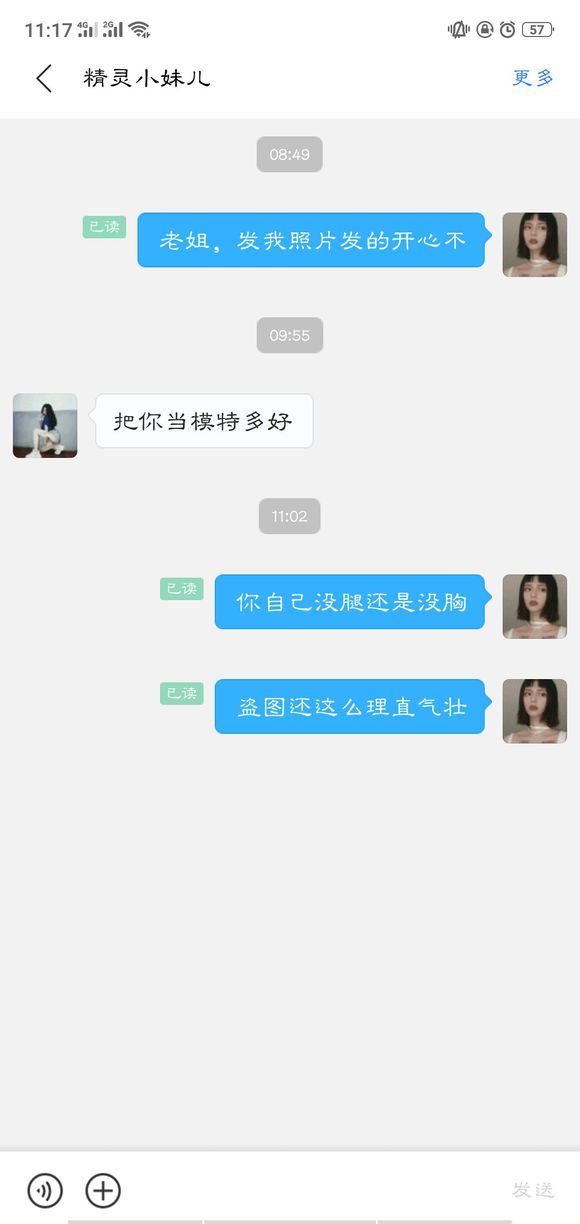 11:17 4G 2G 57
精灵小妹儿 更多
08:49
已读 老姐，发我照片发的开心不
09:55
把你当模特多好
11:02
已读 你自己没腿还是没胸
已读 盗图还这么理直气壮
发送